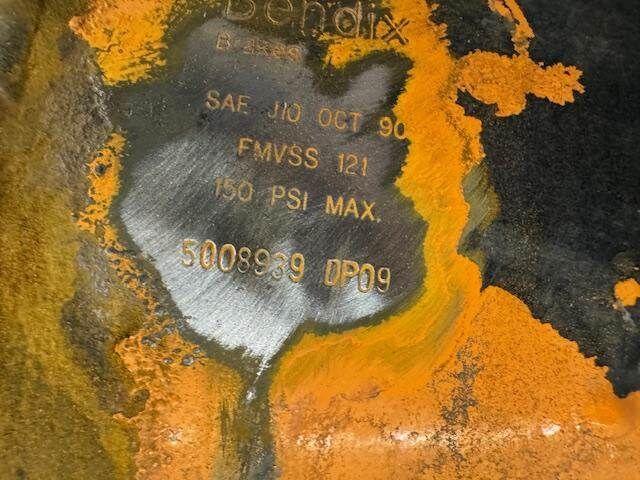 Bendix
SAE J10 OCT 90
FMVSS 121
150 PSI MAX.
5008939 DP09